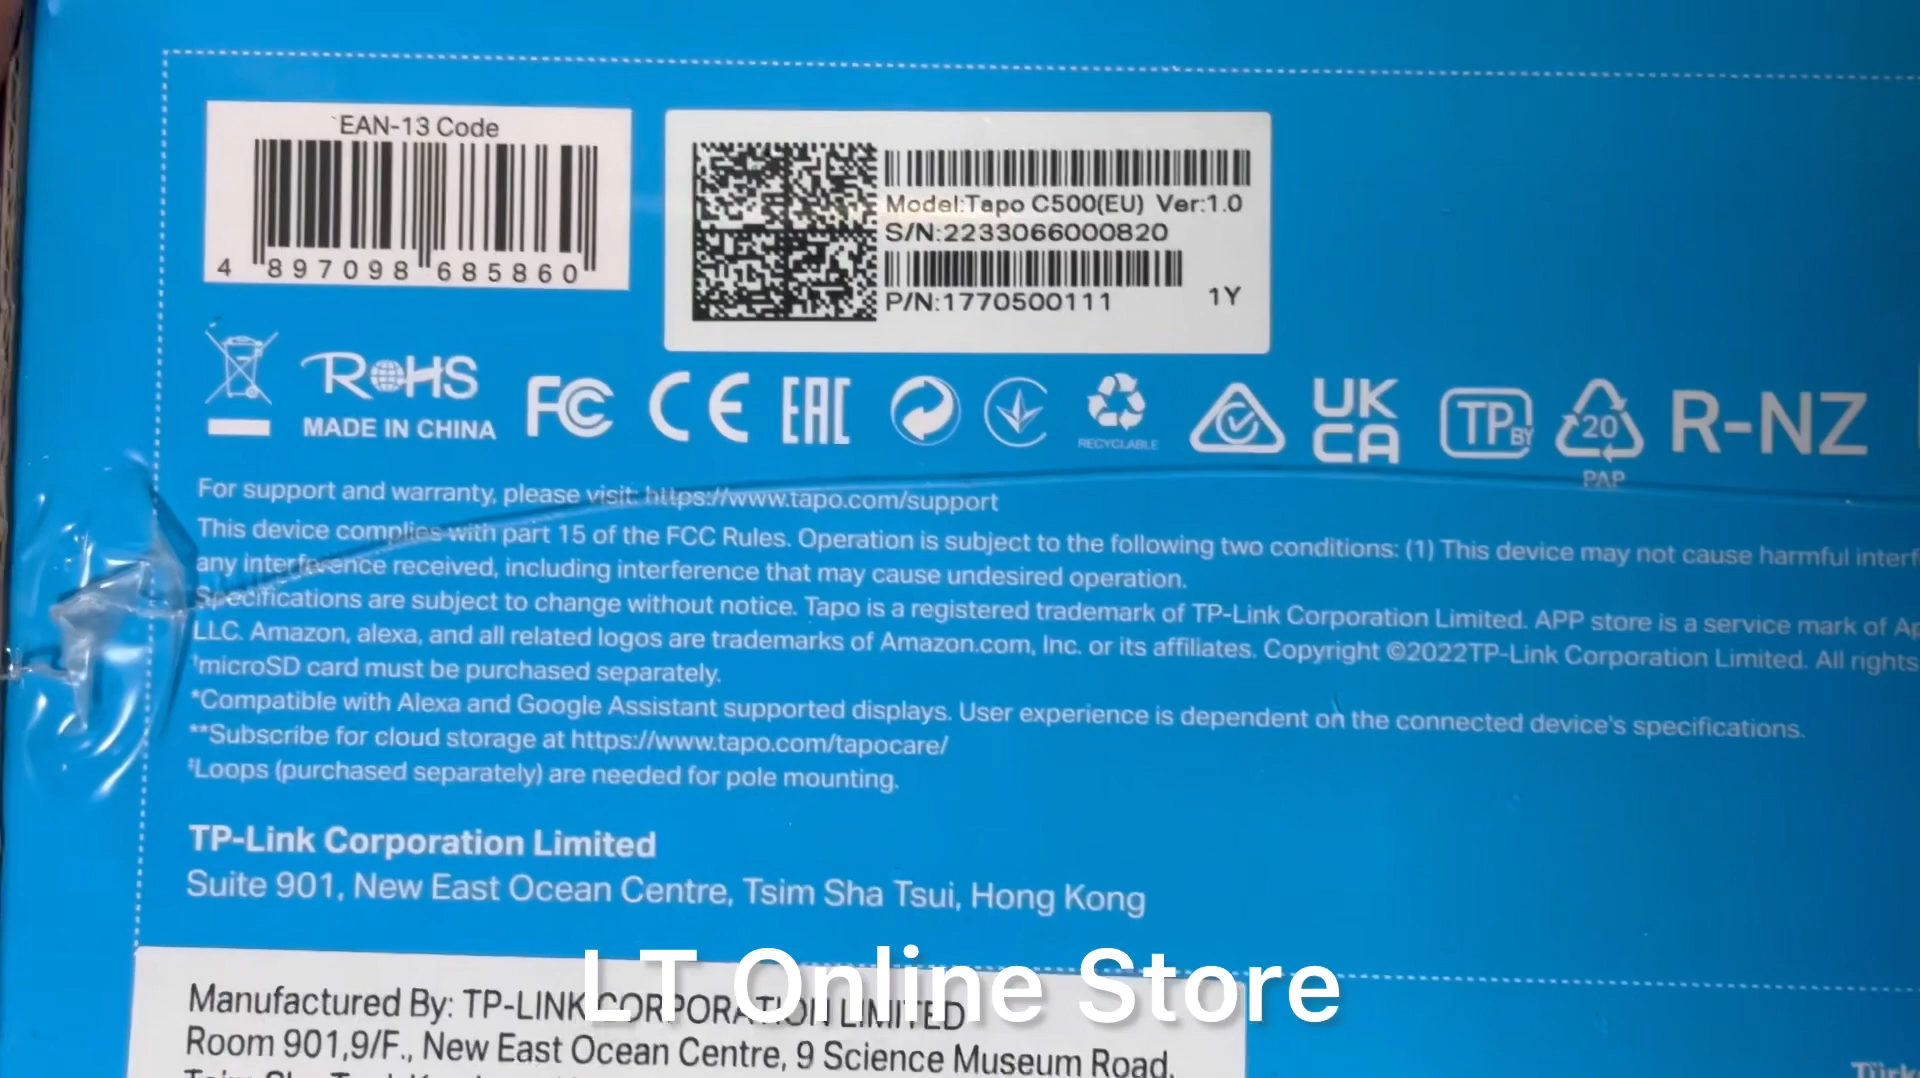 EAN-13 Code
4 897098 685860
Model:Tapo C500(EU) Ver:1.0
S/N:2233066000820
P/N:1770500111 1Y
RoHS
MADE IN CHINA
FC CE EAC
RECYCLABLE
UK
CA
TP BY
20
PAP
R-NZ
For support and warranty, please visit: https://www.tapo.com/support
This device complies with part 15 of the FCC Rules. Operation is subject to the following two conditions: (1) This device may not cause harmful interf
any interference received, including interference that may cause undesired operation.
Specifications are subject to change without notice. Tapo is a registered trademark of TP-Link Corporation Limited. APP store is a service mark of Ap
LLC. Amazon, alexa, and all related logos are trademarks of Amazon.com, Inc. or its affiliates. Copyright ©2022TP-Link Corporation Limited. All rights
†microSD card must be purchased separately.
*Compatible with Alexa and Google Assistant supported displays. User experience is dependent on the connected device's specifications.
**Subscribe for cloud storage at https://www.tapo.com/tapocare/
‡Loops (purchased separately) are needed for pole mounting.
TP-Link Corporation Limited
Suite 901, New East Ocean Centre, Tsim Sha Tsui, Hong Kong
LT Online Store
Manufactured By: TP-LINK CORPORATION LIMITED
Room 901,9/F., New East Ocean Centre, 9 Science Museum Road,